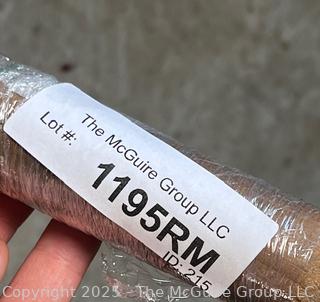 The McGuire Group LLC
Lot #:
1195RM
ID: 215
Copyright 2025 - The McGuire Group LLC